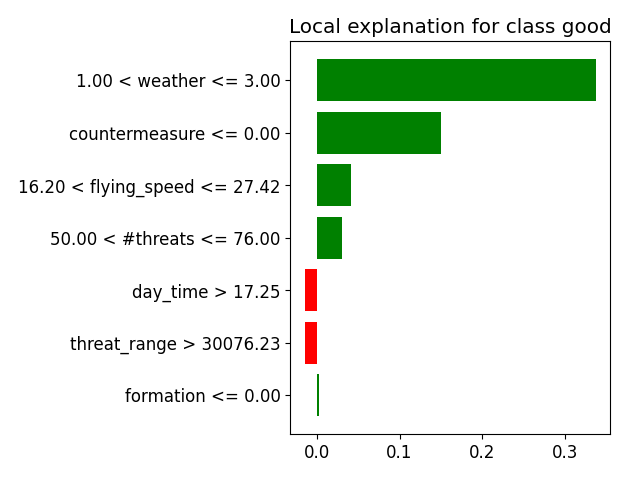 Local explanation for class good
1.00 < weather <= 3.00
countermeasure <= 0.00
16.20 < flying_speed <= 27.42
50.00 < #threats <= 76.00
day_time > 17.25
threat_range > 30076.23
formation <= 0.00
0.0 0.1 0.2 0.3